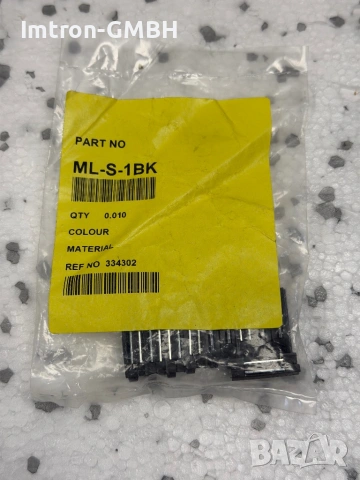 Imtron-GMBH
PART NO
ML-S-1BK
QTY 0.010
COLOUR
MATERIAL
REF NO 334302
bazar